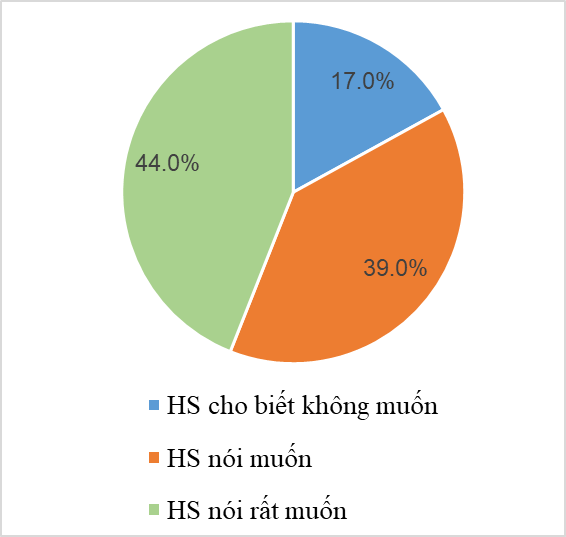 17.0%
44.0%
39.0%
HS cho biết không muốn
HS nói muốn
HS nói rất muốn